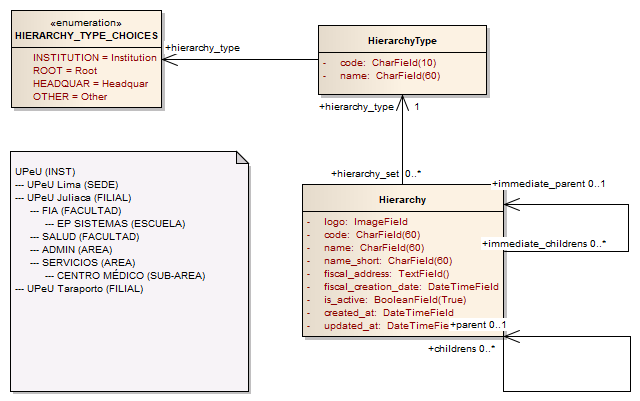 «enumeration»
HIERARCHY_TYPE_CHOICES
INSTITUTION = Institution
ROOT = Root
HEADQUAR = Headquar
OTHER = Other
+hierarchy_type
HierarchyType
- code: CharField(10)
- name: CharField(60)
+hierarchy_type 1
+hierarchy_set 0..*
UPeU (INST)
--- UPeU Lima (SEDE)
--- UPeU Juliaca (FILIAL)
--- FIA (FACULTAD)
--- EP SISTEMAS (ESCUELA)
--- SALUD (FACULTAD)
--- ADMIN (AREA)
--- SERVICIOS (AREA)
--- CENTRO MÉDICO (SUB-AREA)
--- UPeU Taraporto (FILIAL)
Hierarchy
- logo: ImageField
- code: CharField(60)
- name: CharField(60)
- name_short: CharField(60)
- fiscal_address: TextField()
- fiscal_creation_date: DateTimeField
- is_active: BooleanField(True)
- created_at: DateTimeField
- updated_at: DateTimeFie
+immediate_parent 0..1
+immediate_childrens 0..*
+parent 0..1
+childrens 0..*